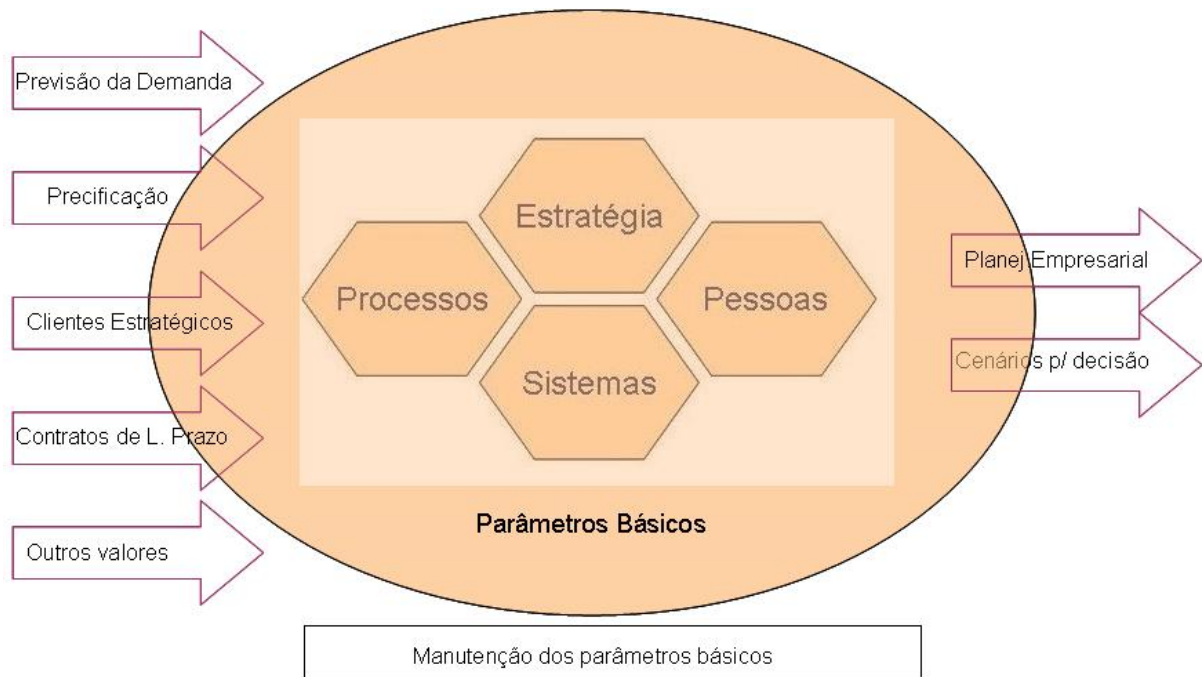 Previsão da Demanda
Precificação
Clientes Estratégicos
Contratos de L. Prazo
Outros valores
Estratégia
Processos
Pessoas
Sistemas
Parâmetros Básicos
Planej Empresarial
Cenários p/ decisão
Manutenção dos parâmetros básicos